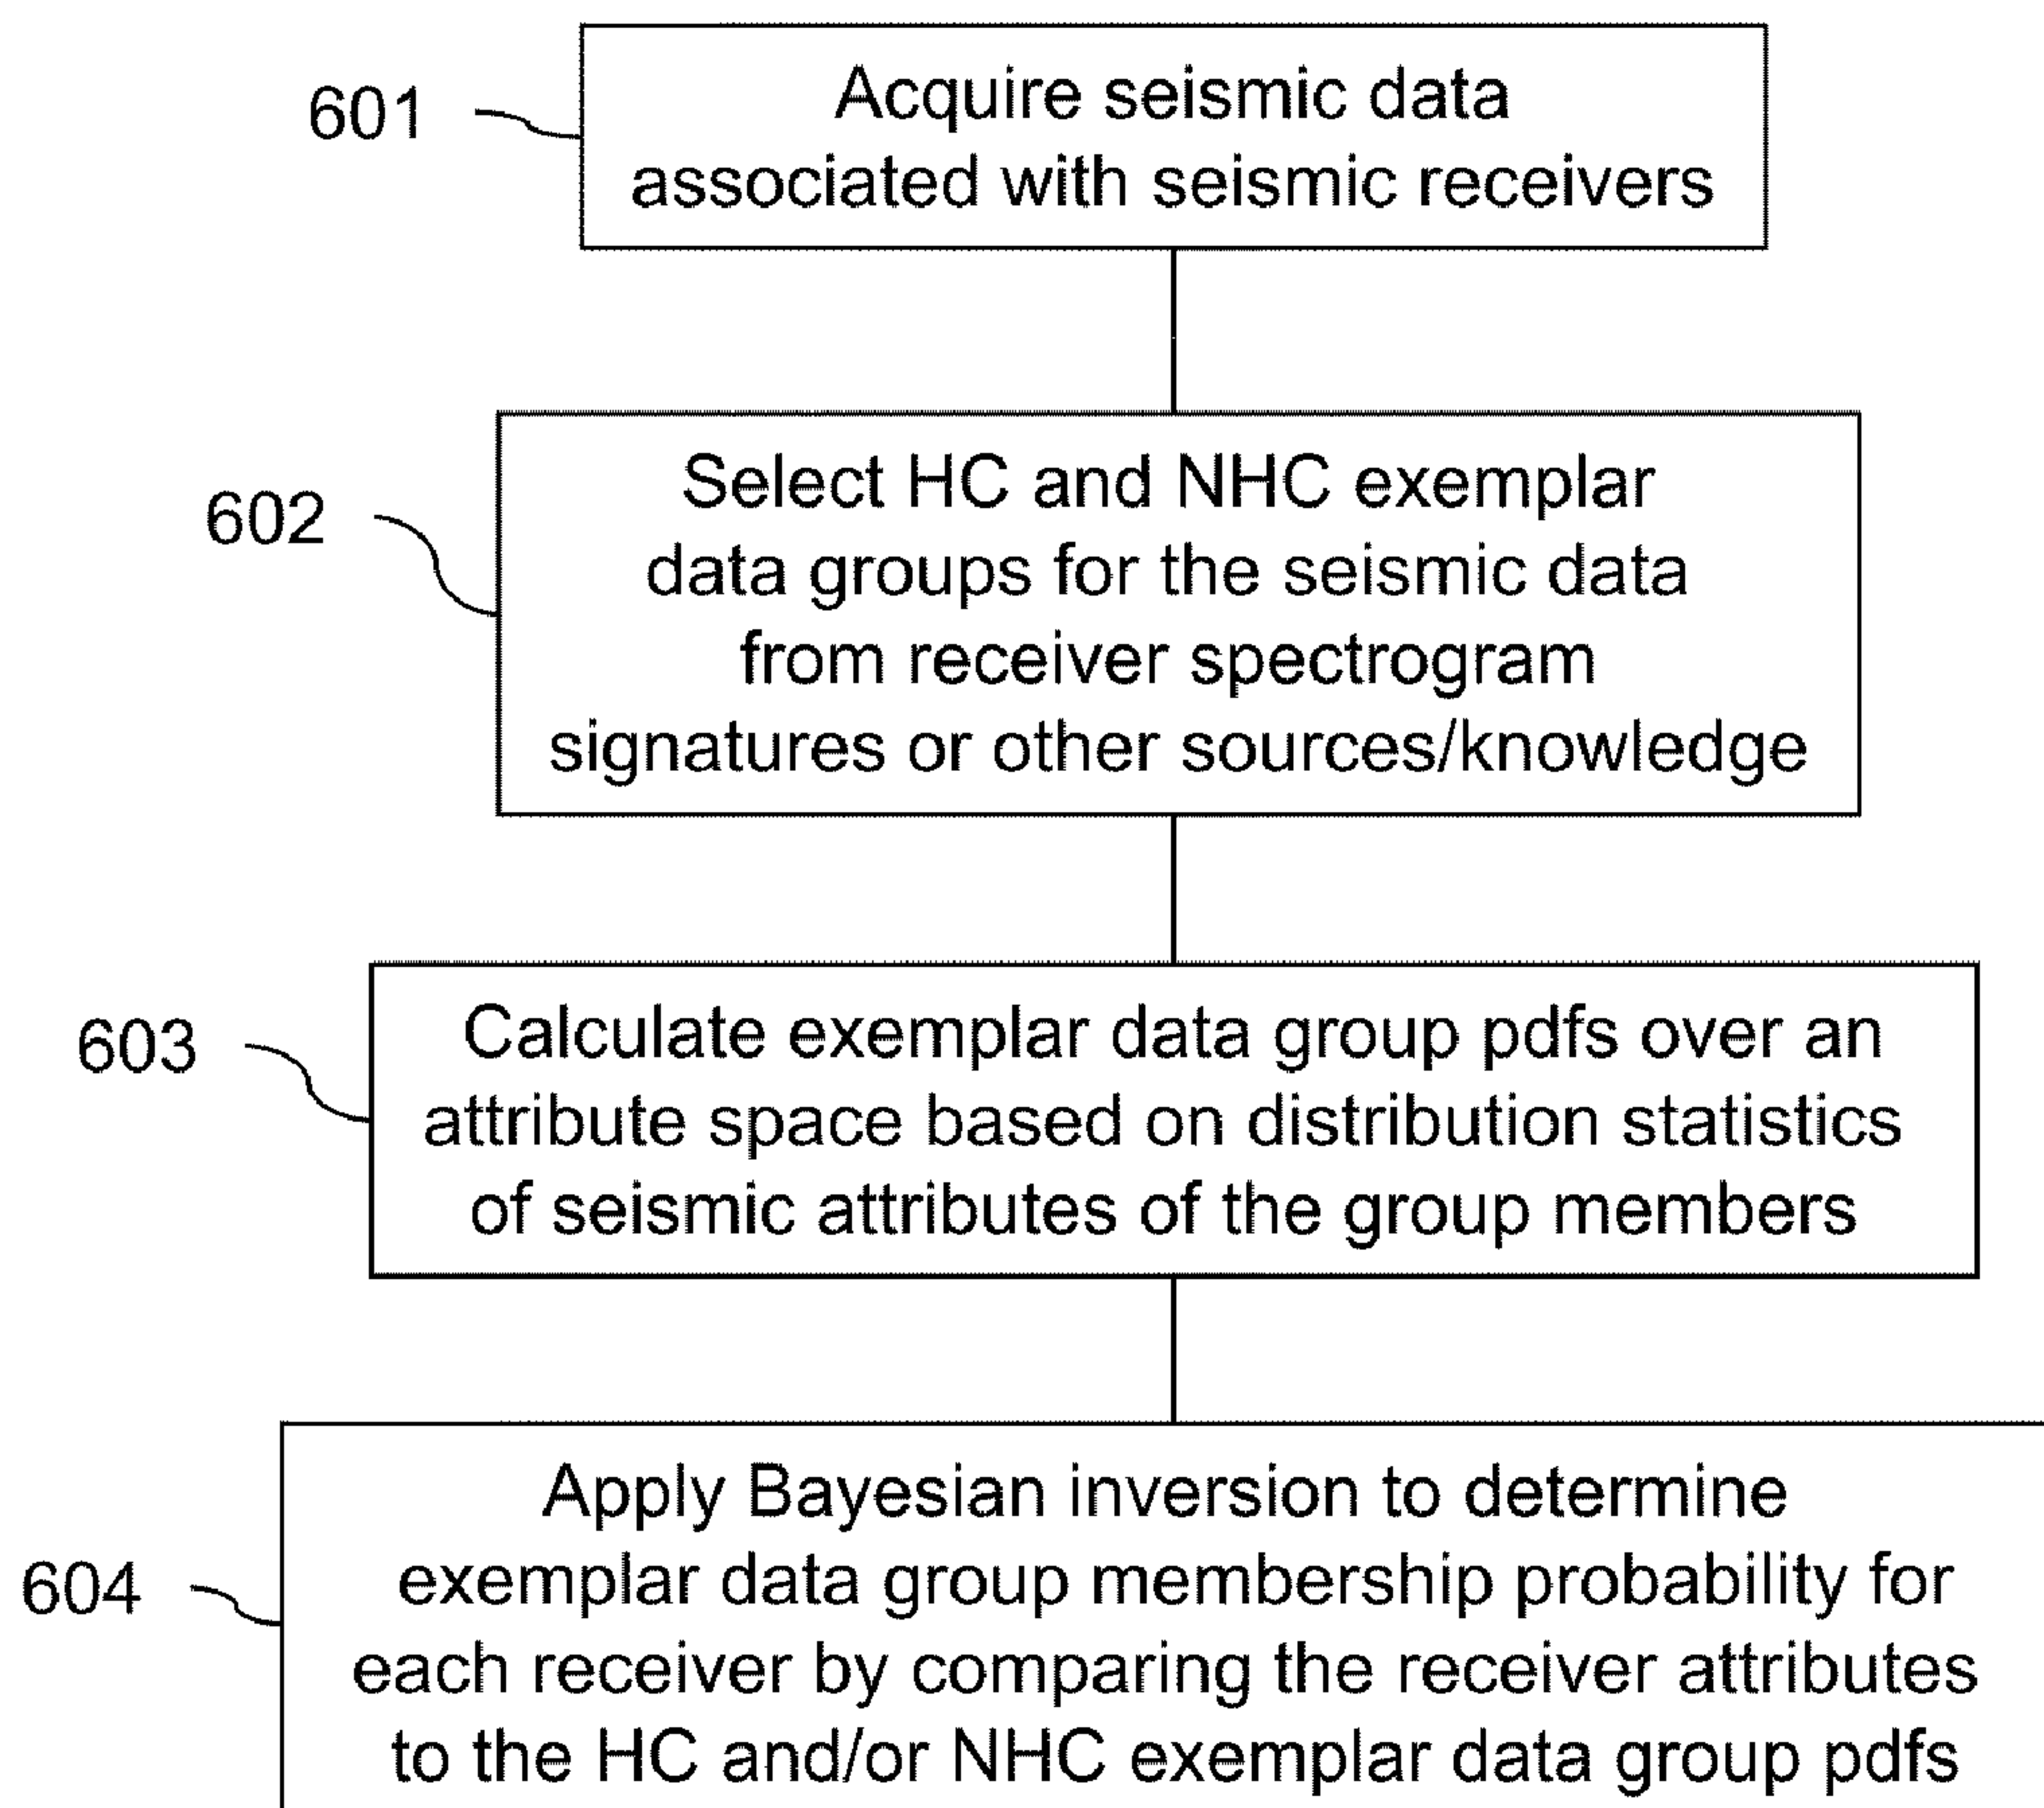 601
Acquire seismic data
associated with seismic receivers
602
Select HC and NHC exemplar
data groups for the seismic data
from receiver spectrogram
signatures or other sources/knowledge
603
Calculate exemplar data group pdfs over an
attribute space based on distribution statistics
of seismic attributes of the group members
604
Apply Bayesian inversion to determine
exemplar data group membership probability for
each receiver by comparing the receiver attributes
to the HC and/or NHC exemplar data group pdfs